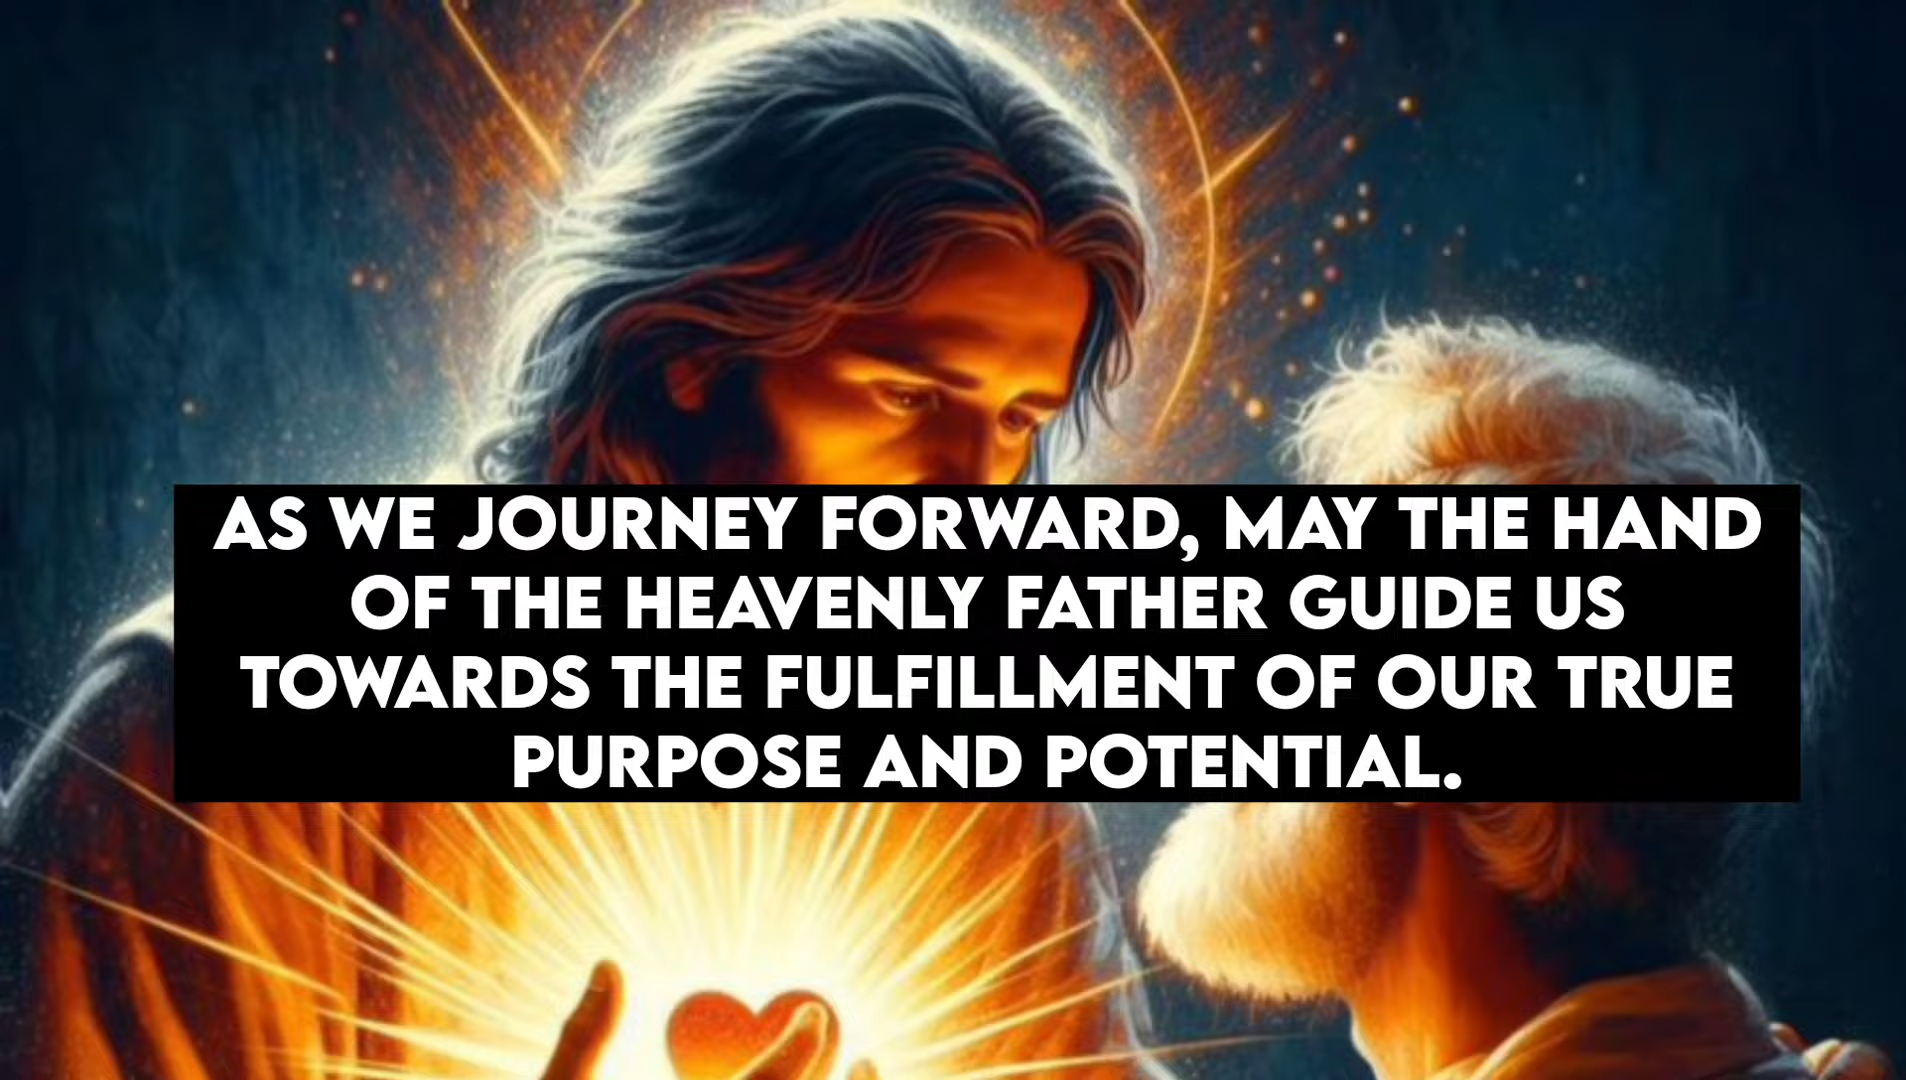 AS WE JOURNEY FORWARD, MAY THE HAND
OF THE HEAVENLY FATHER GUIDE US
TOWARDS THE FULFILLMENT OF OUR TRUE
PURPOSE AND POTENTIAL.